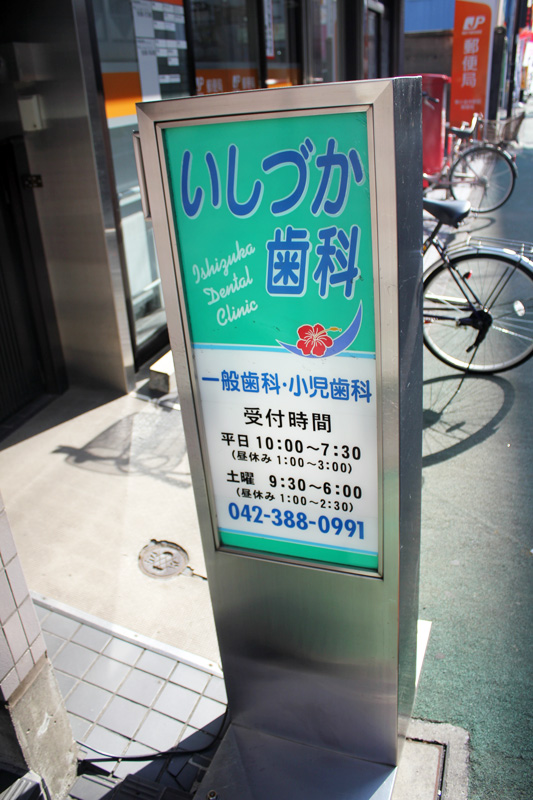 いしづか
歯科
Ishizuka
Dental
Clinic
一般歯科・小児歯科
受付時間
平日 10:00～7:30
(昼休み 1:00～3:00)
土曜 9:30～6:00
(昼休み 1:00～2:30)
042-388-0991
JP
郵便局